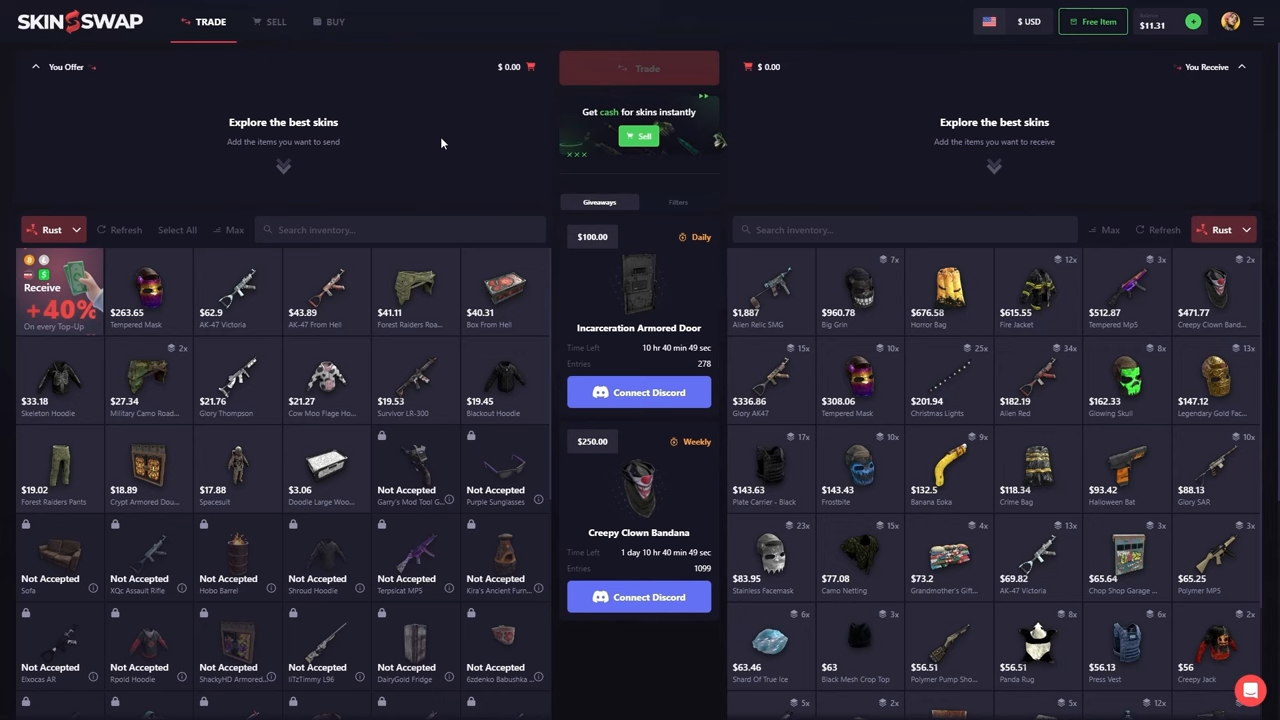 SKINSWAP
TRADE
SELL
BUY
$ USD
Free Item
Balance
$11.31
You Offer
$ 0.00
Explore the best skins
Add the items you want to send
Trade
Get cash for skins instantly
Sell
$ 0.00
You Receive
Explore the best skins
Add the items you want to receive
Rust
Refresh
Select All
Max
Search inventory...
Giveaways
Filters
Search inventory...
Max
Refresh
Rust
Receive
+40%
On every Top-Up
$263.65
Tempered Mask
$62.9
AK-47 Victoria
$43.89
AK-47 From Hell
$41.11
Forest Raiders Roa...
$40.31
Box From Hell
$33.18
Skeleton Hoodie
2x
$27.34
Military Camo Road...
$21.76
Glory Thompson
$21.27
Cow Moo Flage Ho...
$19.53
Survivor LR-300
$19.45
Blackout Hoodie
$19.02
Forest Raiders Pants
$18.89
Crypt Armored Dou...
$17.88
Spacesuit
$3.06
Doodle Large Woo...
Not Accepted
Garry's Mod Tool G...
Not Accepted
Purple Sunglasses
Not Accepted
Sofa
Not Accepted
XQc Assault Rifle
Not Accepted
Hobo Barrel
Not Accepted
Shroud Hoodie
Not Accepted
Terpsicat MP5
Not Accepted
Kira's Ancient Furn...
Not Accepted
Elxocas AR
Not Accepted
Rpoid Hoodie
Not Accepted
ShackyHD Armored...
Not Accepted
IITzTimmy L96
Not Accepted
DairyGold Fridge
Not Accepted
6zdenko Babushka ...
$100.00
Daily
Incarceration Armored Door
Time Left
10 hr 40 min 49 sec
Entries
278
Connect Discord
$250.00
Weekly
Creepy Clown Bandana
Time Left
1 day 10 hr 40 min 49 sec
Entries
1099
Connect Discord
$1,887
Alien Relic SMG
7x
$960.78
Big Grin
2x
$676.58
Horror Bag
12x
$615.55
Fire Jacket
3x
$512.87
Tempered Mp5
2x
$471.77
Creepy Clown Band...
15x
$336.86
Glory AK47
10x
$308.06
Tempered Mask
25x
$201.94
Christmas Lights
34x
$182.19
Alien Red
8x
$162.33
Glowing Skull
13x
$147.12
Legendary Gold Fac...
17x
$143.63
Plate Carrier - Black
10x
$143.43
Frostbite
9x
$132.5
Banana Eoka
$118.34
Crime Bag
$93.42
Halloween Bat
10x
$88.13
Glory SAR
23x
$83.95
Stainless Facemask
15x
$77.08
Camo Netting
4x
$73.2
Grandmother's Gift...
13x
$69.82
AK-47 Victoria
3x
$65.64
Chop Shop Garage ...
3x
$65.25
Polymer MP5
6x
$63.46
Shard Of True Ice
3x
$63
Black Mesh Crop Top
$56.51
Polymer Pump Sho...
8x
$56.51
Panda Rug
6x
$56.13
Press Vest
2x
$56
Creepy Jack
5x
2x
5x
12x